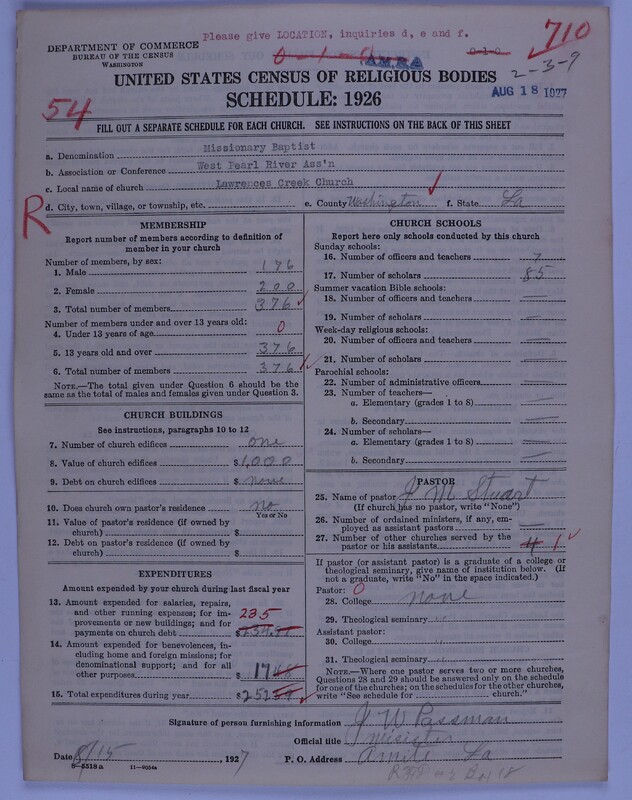 Please give LOCATION, inquiries d, e and f.
710
DEPARTMENT OF COMMERCE
BUREAU OF THE CENSUS
WASHINGTON
0-1-0
AMBA
0-1-0
2-3-9
UNITED STATES CENSUS OF RELIGIOUS BODIES
SCHEDULE: 1926
AUG 18 1927
54
FILL OUT A SEPARATE SCHEDULE FOR EACH CHURCH. SEE INSTRUCTIONS ON THE BACK OF THIS SHEET
a. Denomination Missionary Baptist
b. Association or Conference West Pearl River Ass'n
c. Local name of church Lawrences Creek Church
R
d. City, town, village, or township, etc. e. County Washington f. State La
MEMBERSHIP
Report number of members according to definition of
member in your church
Number of members, by sex:
1. Male 176
2. Female 200
3. Total number of members 376
Number of members under and over 13 years old:
4. Under 13 years of age 0
5. 13 years old and over 376
6. Total number of members 376
NOTE.—The total given under Question 6 should be
same as the total of males and females given under Question 3.
CHURCH BUILDINGS
See instructions, paragraphs 10 to 12
7. Number of church edifices one
8. Value of church edifices $1,000
9. Debt on church edifices $ none
10. Does church own pastor's residence no
Yes or No
11. Value of pastor's residence (if owned by
church) $
12. Debt on pastor's residence (if owned by
church) $
EXPENDITURES
Amount expended by your church during last fiscal year
13. Amount expended for salaries, repairs,
and other running expenses; for im-
provements or new buildings; and for
payments on church debt $ 235
14. Amount expended for benevolences, in-
cluding home and foreign missions; for
denominational support; and for all
other purposes 17
15. Total expenditures during year $252
CHURCH SCHOOLS
Report here only schools conducted by this church
Sunday schools:
16. Number of officers and teachers 7
17. Number of scholars 85
Summer vacation Bible schools:
18. Number of officers and teachers —
19. Number of scholars —
Week-day religious schools:
20. Number of officers and teachers —
21. Number of scholars —
Parochial schools:
22. Number of administrative officers —
23. Number of teachers—
a. Elementary (grades 1 to 8) —
b. Secondary —
24. Number of scholars—
a. Elementary (grades 1 to 8) —
b. Secondary —
PASTOR
25. Name of pastor J M Stuart
(If church has no pastor, write "None")
26. Number of ordained ministers, if any, em-
ployed as assistant pastors —
27. Number of other churches served by the
pastor or his assistants 4 1
If pastor (or assistant pastor) is a graduate of a college or
theological seminary, give name of institution below. (If
not a graduate, write "No" in the space indicated.)
Pastor: 0
28. College none
29. Theological seminary "
Assistant pastor:
30. College "
31. Theological seminary "
NOTE.—Where one pastor serves two or more churches,
Questions 28 and 29 should be answered only on the schedule
for one of the churches; on the schedules for the other churches,
write "See schedule for church."
Signature of person furnishing information J W Passman
Official title minister
Date 8/15, 1927 P. O. Address Amite La
8—5518 a 11—9054a